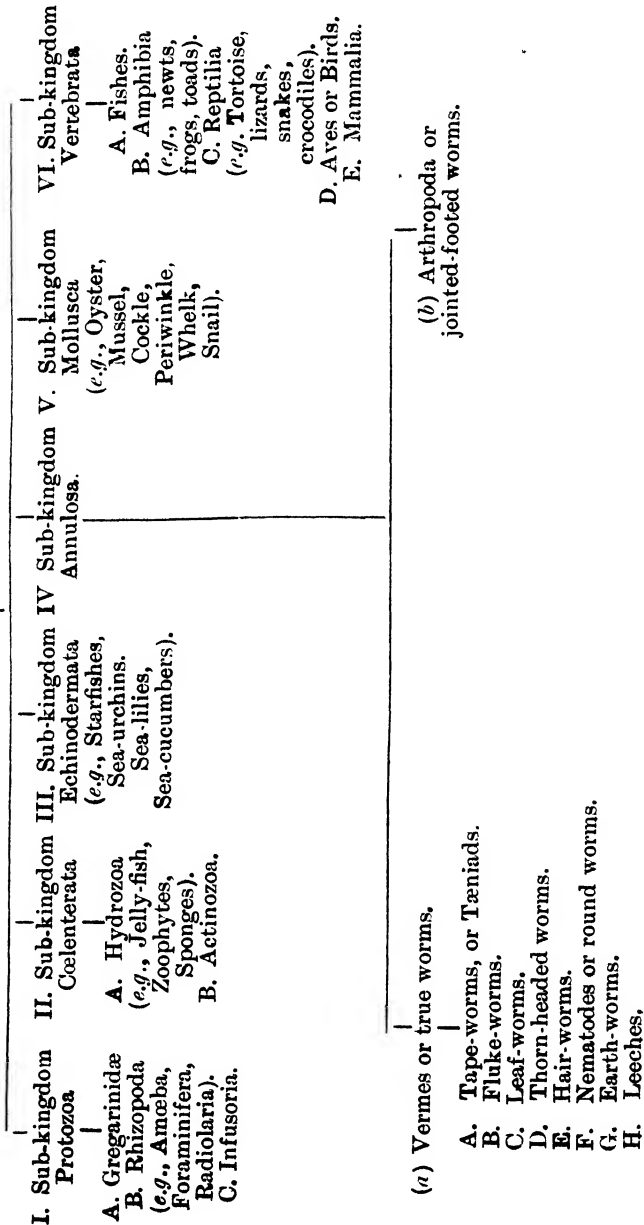 I. Sub-kingdom
Protozoa
A. Gregarinidæ
B. Rhizopoda
(e.g., Amœba,
Foraminifera,
Radiolaria).
C. Infusoria.
II. Sub-kingdom
Cœlenterata
A. Hydrozoa
(e.g., Jelly-fish,
Zoophytes,
Sponges).
B. Actinozoa.
III. Sub-kingdom
Echinodermata
(e.g., Starfishes,
Sea-urchins.
Sea-lilies,
Sea-cucumbers).
IV Sub-kingdom
Annulosa.
V. Sub-kingdom
Mollusca
(e.g., Oyster,
Mussel,
Cockle,
Periwinkle,
Whelk,
Snail).
VI. Sub-kingdom
Vertebrata
A. Fishes.
B. Amphibia
(e.g., newts,
frogs, toads).
C. Reptilia
(e.g. Tortoise,
lizards,
snakes,
crocodiles).
D. Aves or Birds.
E. Mammalia.
(a) Vermes or true worms.
A. Tape-worms, or Tæniads.
B. Fluke-worms.
C. Leaf-worms.
D. Thorn-headed worms.
E. Hair-worms.
F. Nematodes or round worms.
G. Earth-worms.
H. Leeches,
(b) Arthropoda or
jointed-footed worms.